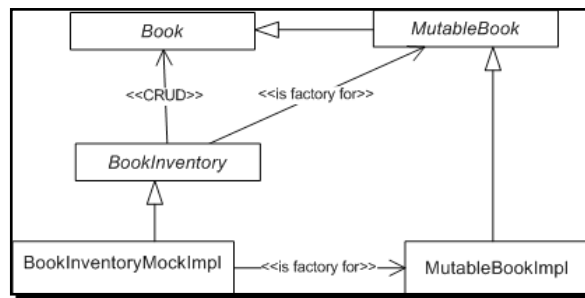 Book
MutableBook
<<CRUD>>
<<is factory for>>
BookInventory
BookInventoryMockImpl
<<is factory for>>
MutableBookImpl